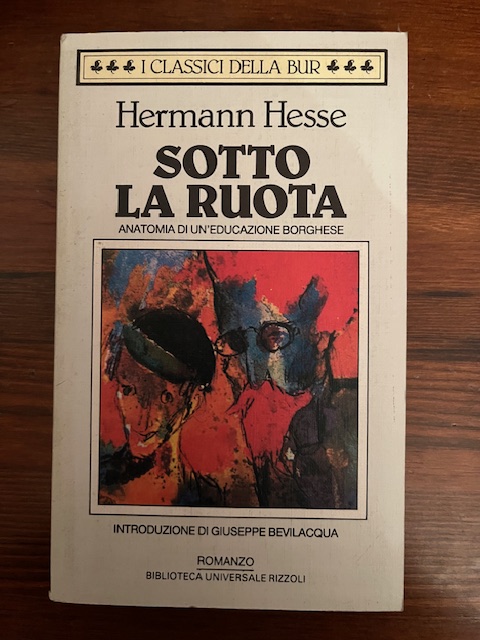 I CLASSICI DELLA BUR
Hermann Hesse
SOTTO
LA RUOTA
ANATOMIA DI UN'EDUCAZIONE BORGHESE
INTRODUZIONE DI GIUSEPPE BEVILACQUA
ROMANZO
BIBLIOTECA UNIVERSALE RIZZOLI